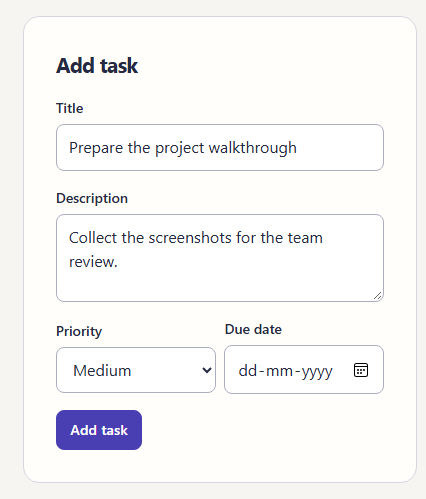 Add task
Title
Prepare the project walkthrough
Description
Collect the screenshots for the team
review.
Priority
Due date
Medium
dd-mm-yyyy
Add task